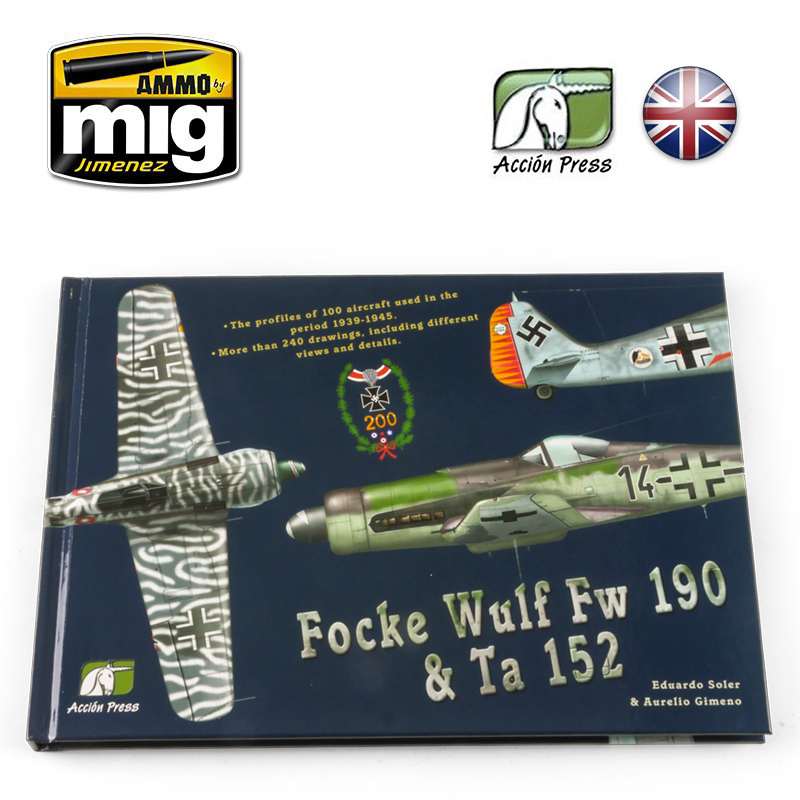 AMMO by
mig
Jimenez
Acción Press
• The profiles of 100 aircraft used in the
period 1939-1945.
• More than 240 drawings, including different
views and details.
200
14
Focke Wulf Fw 190
& Ta 152
Eduardo Soler
& Aurelio Gimeno
Acción Press